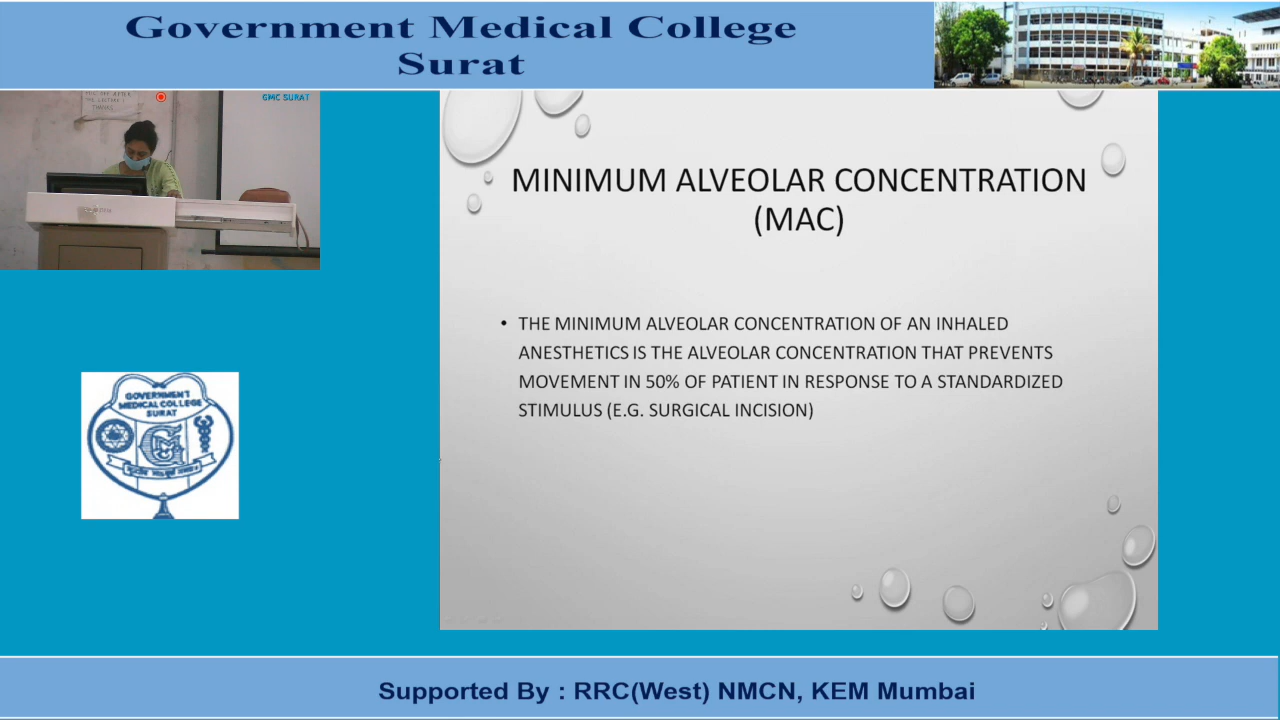 Government Medical College
Surat
GMC SURAT
MINIMUM ALVEOLAR CONCENTRATION
(MAC)
• THE MINIMUM ALVEOLAR CONCENTRATION OF AN INHALED
ANESTHETICS IS THE ALVEOLAR CONCENTRATION THAT PREVENTS
MOVEMENT IN 50% OF PATIENT IN RESPONSE TO A STANDARDIZED
STIMULUS (E.G. SURGICAL INCISION)
GOVERNMENT
MEDICAL COLLEGE
SURAT
Supported By : RRC(West) NMCN, KEM Mumbai